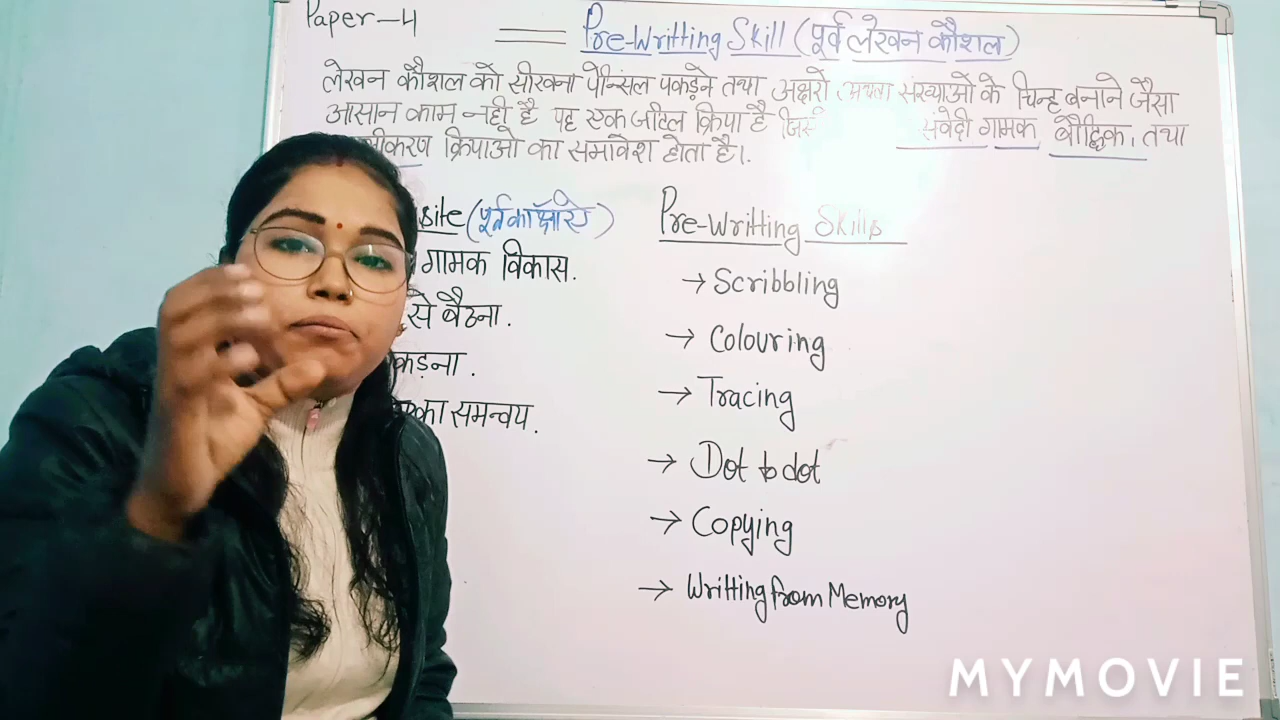 Paper-4
Pre-Writting Skill (पूर्व लेखन कौशल)
लेखन कौशल को सीखना पेन्सिल पकड़ने तथा अक्षरों अथवा संख्याओं के चिन्ह बनाने जैसा
आसान काम नही है यह एक जटिल क्रिया है संवेदी गामक बौद्धिक, तथा
क्रियाओ का समावेश होता है।.
Pre-Writting Skills
गामक विकास.
→ Scribbling
से बैठना.
→ Colouring
→ Tracing
का समन्वय.
→ Dot to dot
→ Copying
→ Writting from Memory
MYMOVIE